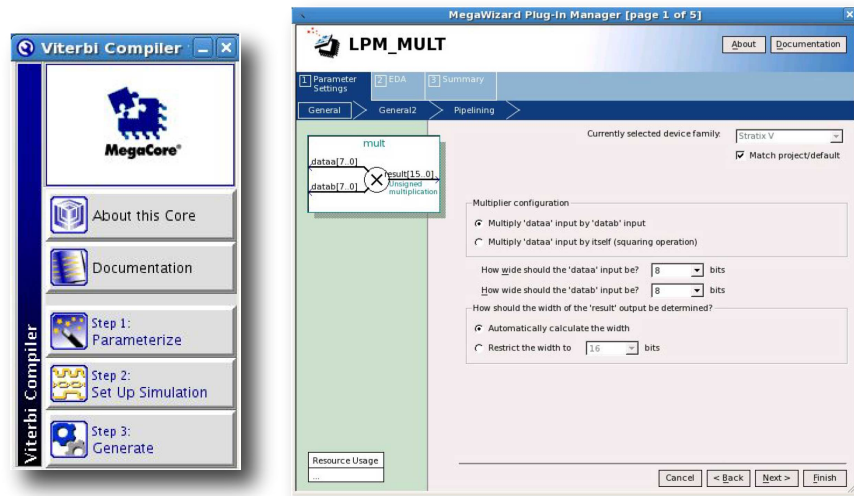 Viterbi Compiler
MegaCore®
About this Core
Documentation
Step 1:
Parameterize
Step 2:
Set Up Simulation
Step 3:
Generate
Viterbi Compiler
MegaWizard Plug-In Manager [page 1 of 5]
LPM_MULT
About
Documentation
1 Parameter Settings
2 EDA
3 Summary
General
General2
Pipelining
mult
dataa[7..0]
datab[7..0]
result[15..0]
Unsigned
multiplication
Currently selected device family:
Stratix V
Match project/default
Multiplier configuration
Multiply 'dataa' input by 'datab' input
Multiply 'dataa' input by itself (squaring operation)
How wide should the 'dataa' input be? 8 bits
How wide should the 'datab' input be? 8 bits
How should the width of the 'result' output be determined?
Automatically calculate the width
Restrict the width to 16 bits
Resource Usage
...
Cancel
< Back
Next >
Finish